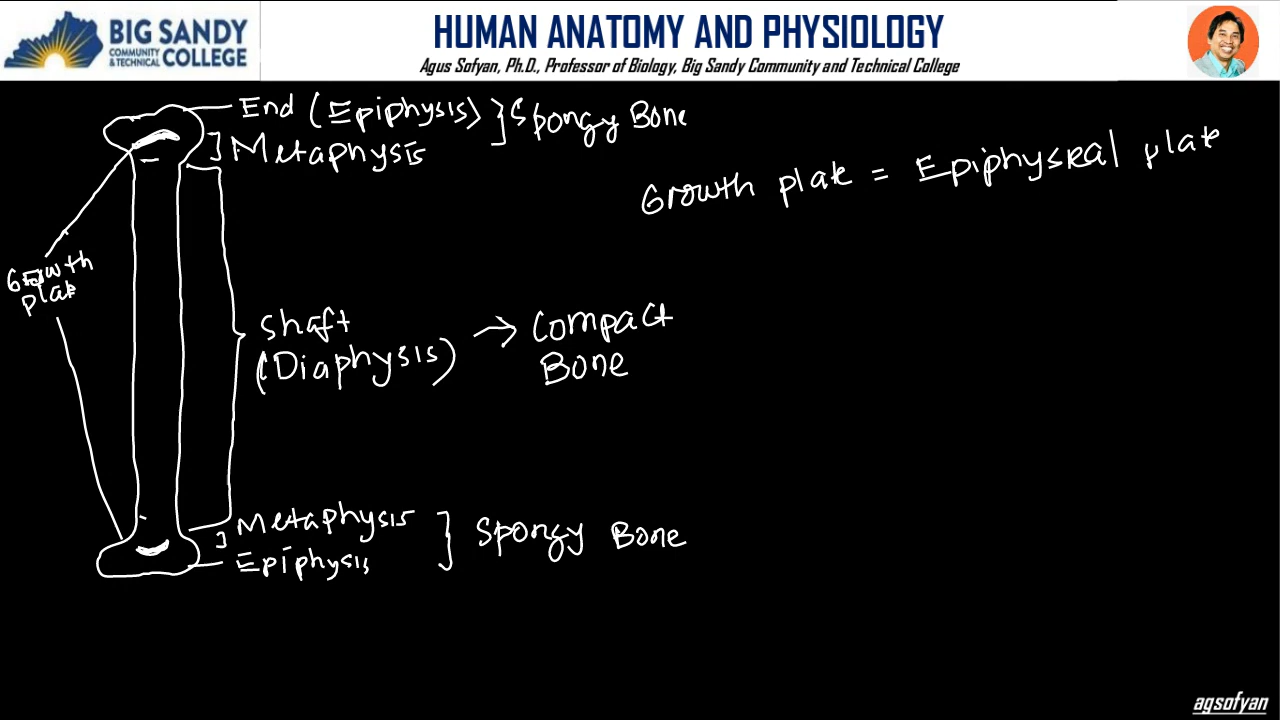 BIG SANDY
COMMUNITY
& TECHNICAL
COLLEGE
HUMAN ANATOMY AND PHYSIOLOGY
Agus Sofyan, Ph.D., Professor of Biology, Big Sandy Community and Technical College
End (Epiphysis) Spongy Bone
Metaphysis
Growth plate = Epiphyseal plate
Growth
plate
Shaft
(Diaphysis) → Compact
Bone
Metaphysis
Epiphysis
Spongy Bone
agsofyan